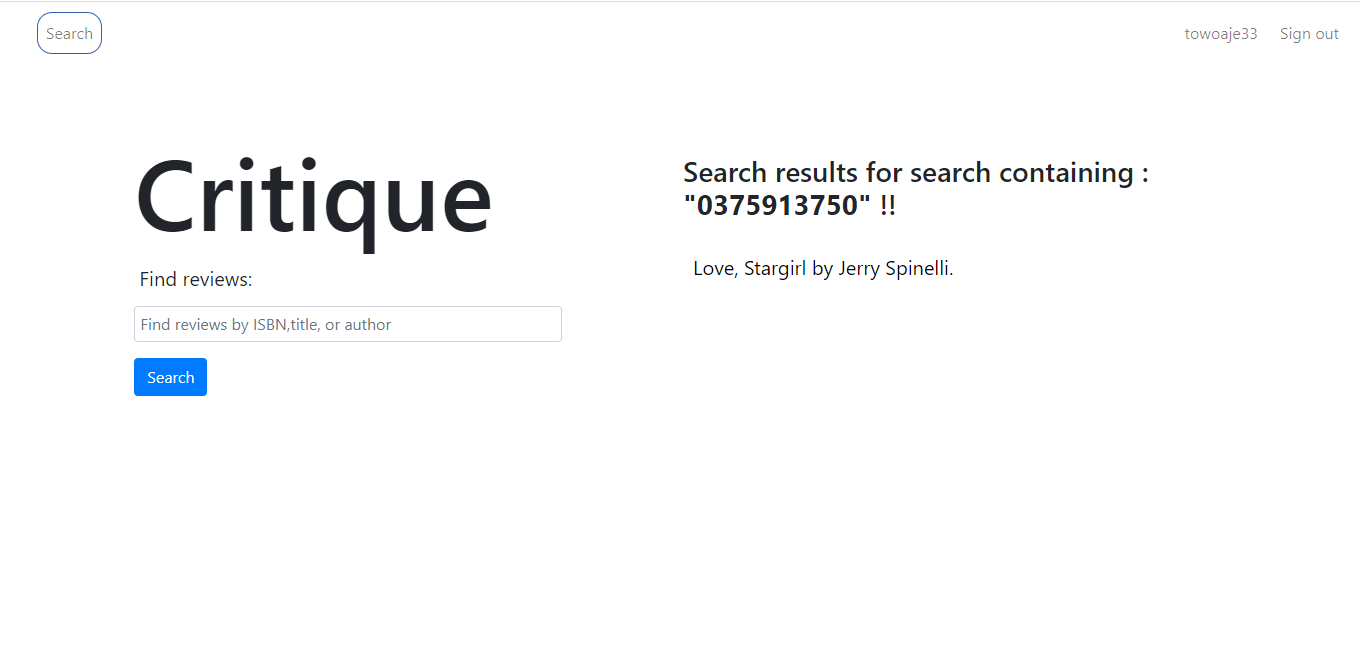 Search
towoaje33
Sign out
Critique
Find reviews:
Find reviews by ISBN,title, or author
Search
Search results for search containing :
"0375913750" !!
Love, Stargirl by Jerry Spinelli.